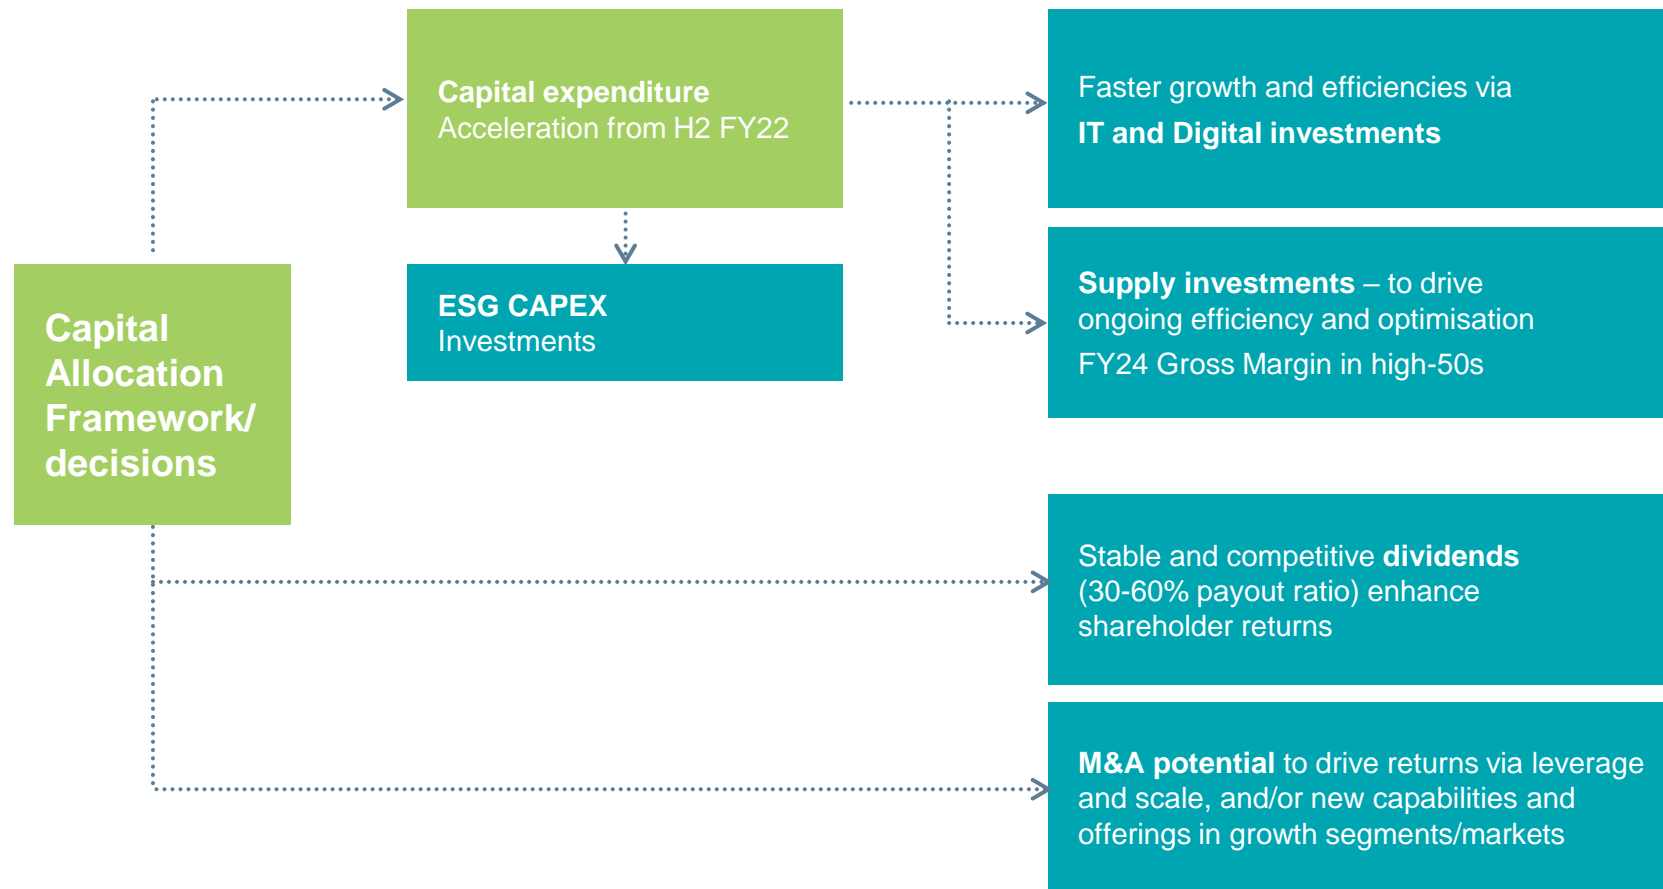 Capital expenditure
Acceleration from H2 FY22
Faster growth and efficiencies via
IT and Digital investments
ESG CAPEX
Investments
Supply investments – to drive
ongoing efficiency and optimisation
FY24 Gross Margin in high-50s
Capital
Allocation
Framework/
decisions
Stable and competitive dividends
(30-60% payout ratio) enhance
shareholder returns
M&A potential to drive returns via leverage
and scale, and/or new capabilities and
offerings in growth segments/markets